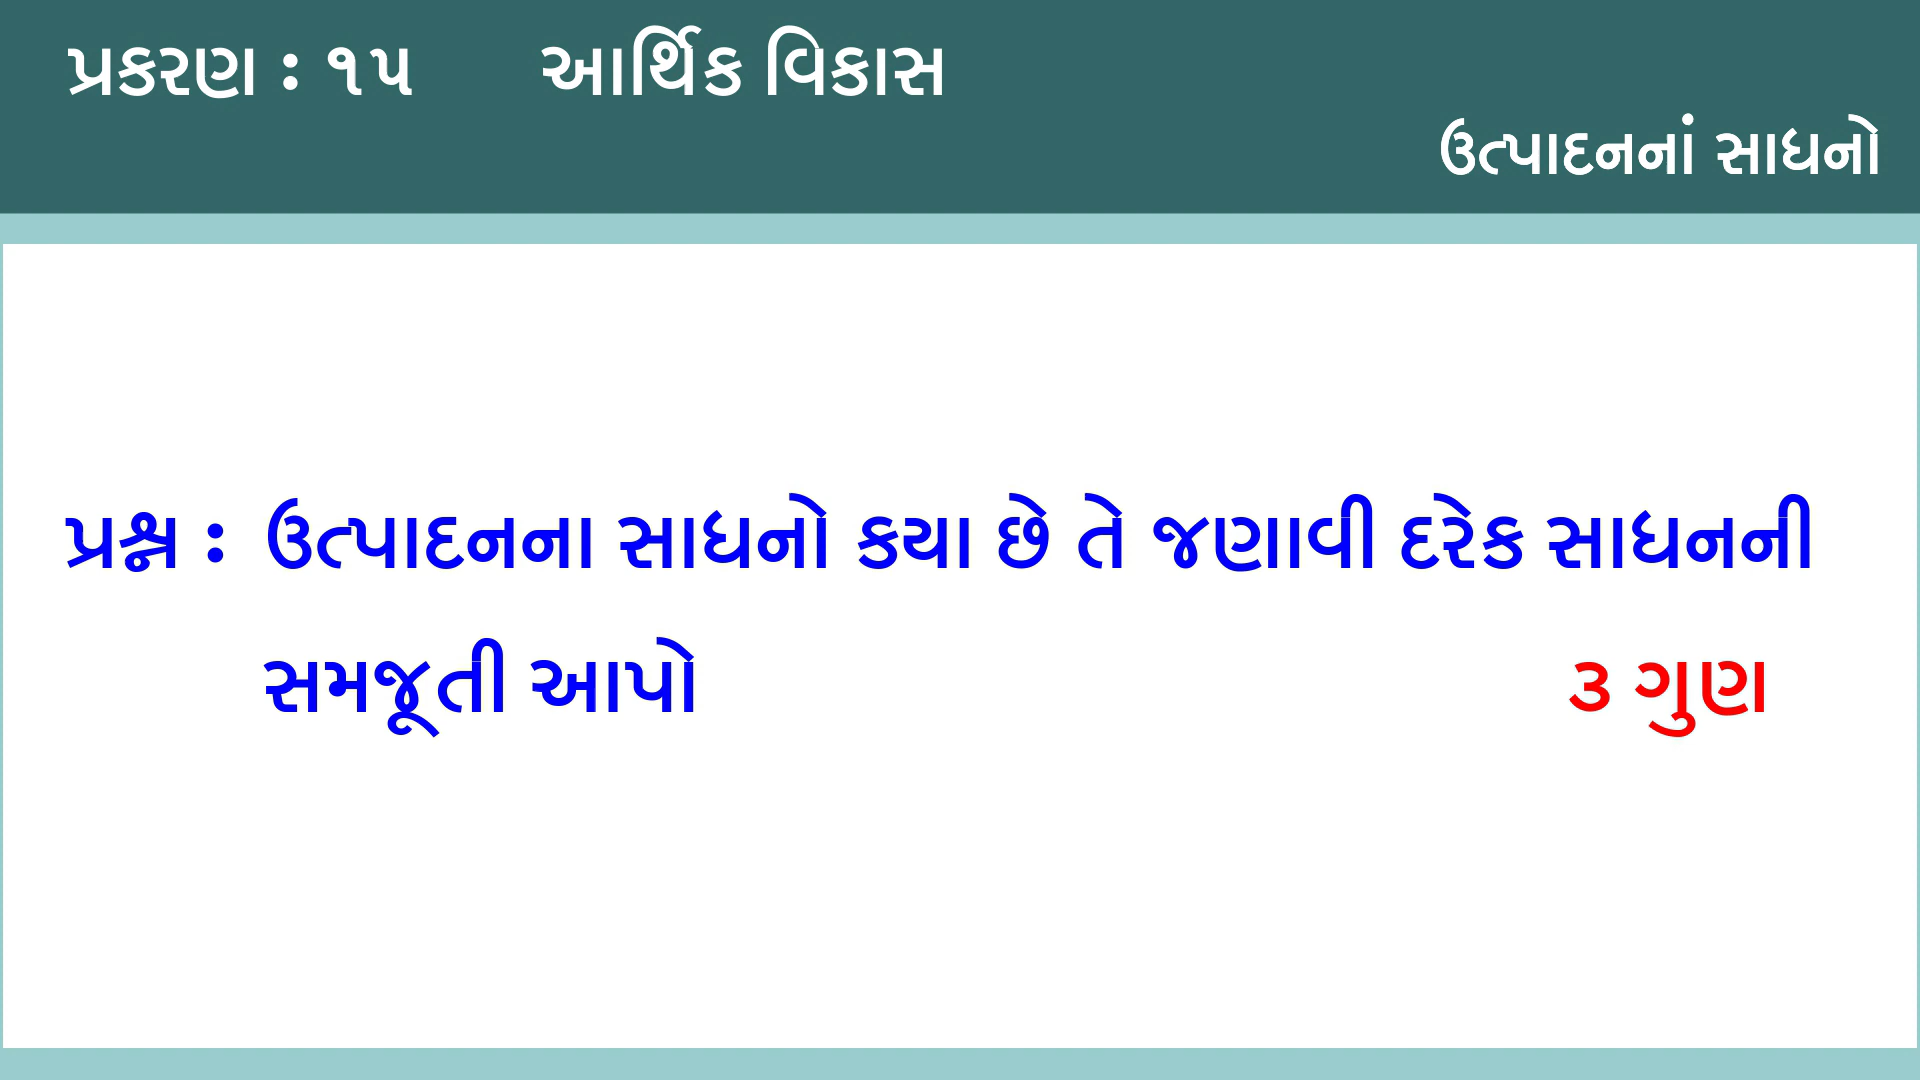 પ્રકરણ : ૧૫ આર્થિક વિકાસ
ઉત્પાદનનાં સાધનો
પ્રશ્ન : ઉત્પાદનના સાધનો કયા છે તે જણાવી દરેક સાધનની
સમજૂતી આપો ૩ ગુણ